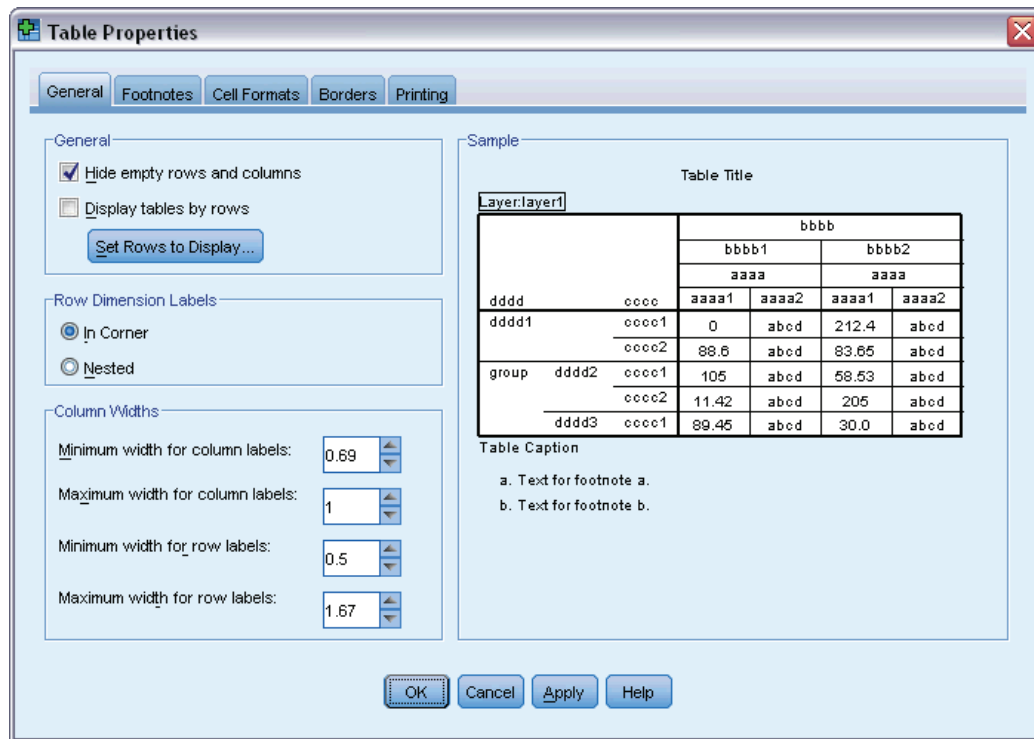 Table Properties
General Footnotes Cell Formats Borders Printing
General
Hide empty rows and columns
Display tables by rows
Set Rows to Display...
Row Dimension Labels
In Corner
Nested
Column Widths
Minimum width for column labels: 0.69
Maximum width for column labels: 1
Minimum width for row labels: 0.5
Maximum width for row labels: 1.67
Sample
Table Title
Layer:layer1
bbbb
bbbb1 bbbb2
aaaa aaaa
dddd cccc aaaa1 aaaa2 aaaa1 aaaa2
dddd1 cccc1 0 abcd 212.4 abcd
cccc2 88.6 abcd 83.65 abcd
group dddd2 cccc1 105 abcd 58.53 abcd
cccc2 11.42 abcd 205 abcd
dddd3 cccc1 89.45 abcd 30.0 abcd
Table Caption
a. Text for footnote a.
b. Text for footnote b.
OK Cancel Apply Help